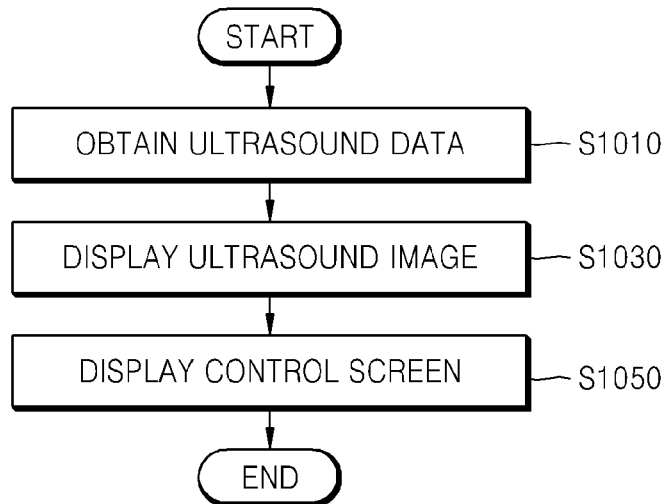 START
OBTAIN ULTRASOUND DATA
S1010
DISPLAY ULTRASOUND IMAGE
S1030
DISPLAY CONTROL SCREEN
S1050
END